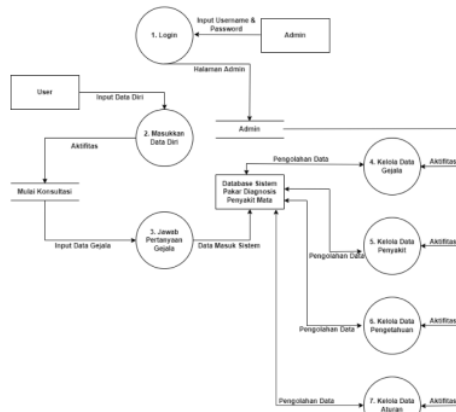 Input Username &
Password
1. Login
Admin
Halaman Admin
User
Input Data Diri
2. Masukkan
Data Diri
Admin
Aktifitas
Pengolahan Data
4. Kelola Data
Gejala
Aktifitas
Mulai Konsultasi
Database Sistem
Pakar Diagnosis
Penyakit Mata
Input Data Gejala
3. Jawab
Pertanyaan
Gejala
Data Masuk Sistem
5. Kelola Data
Penyakit
Aktifitas
Pengolahan Data
6. Kelola Data
Pengetahuan
Aktifitas
Pengolahan Data
Pengolahan Data
7. Kelola Data
Aturan
Aktifitas